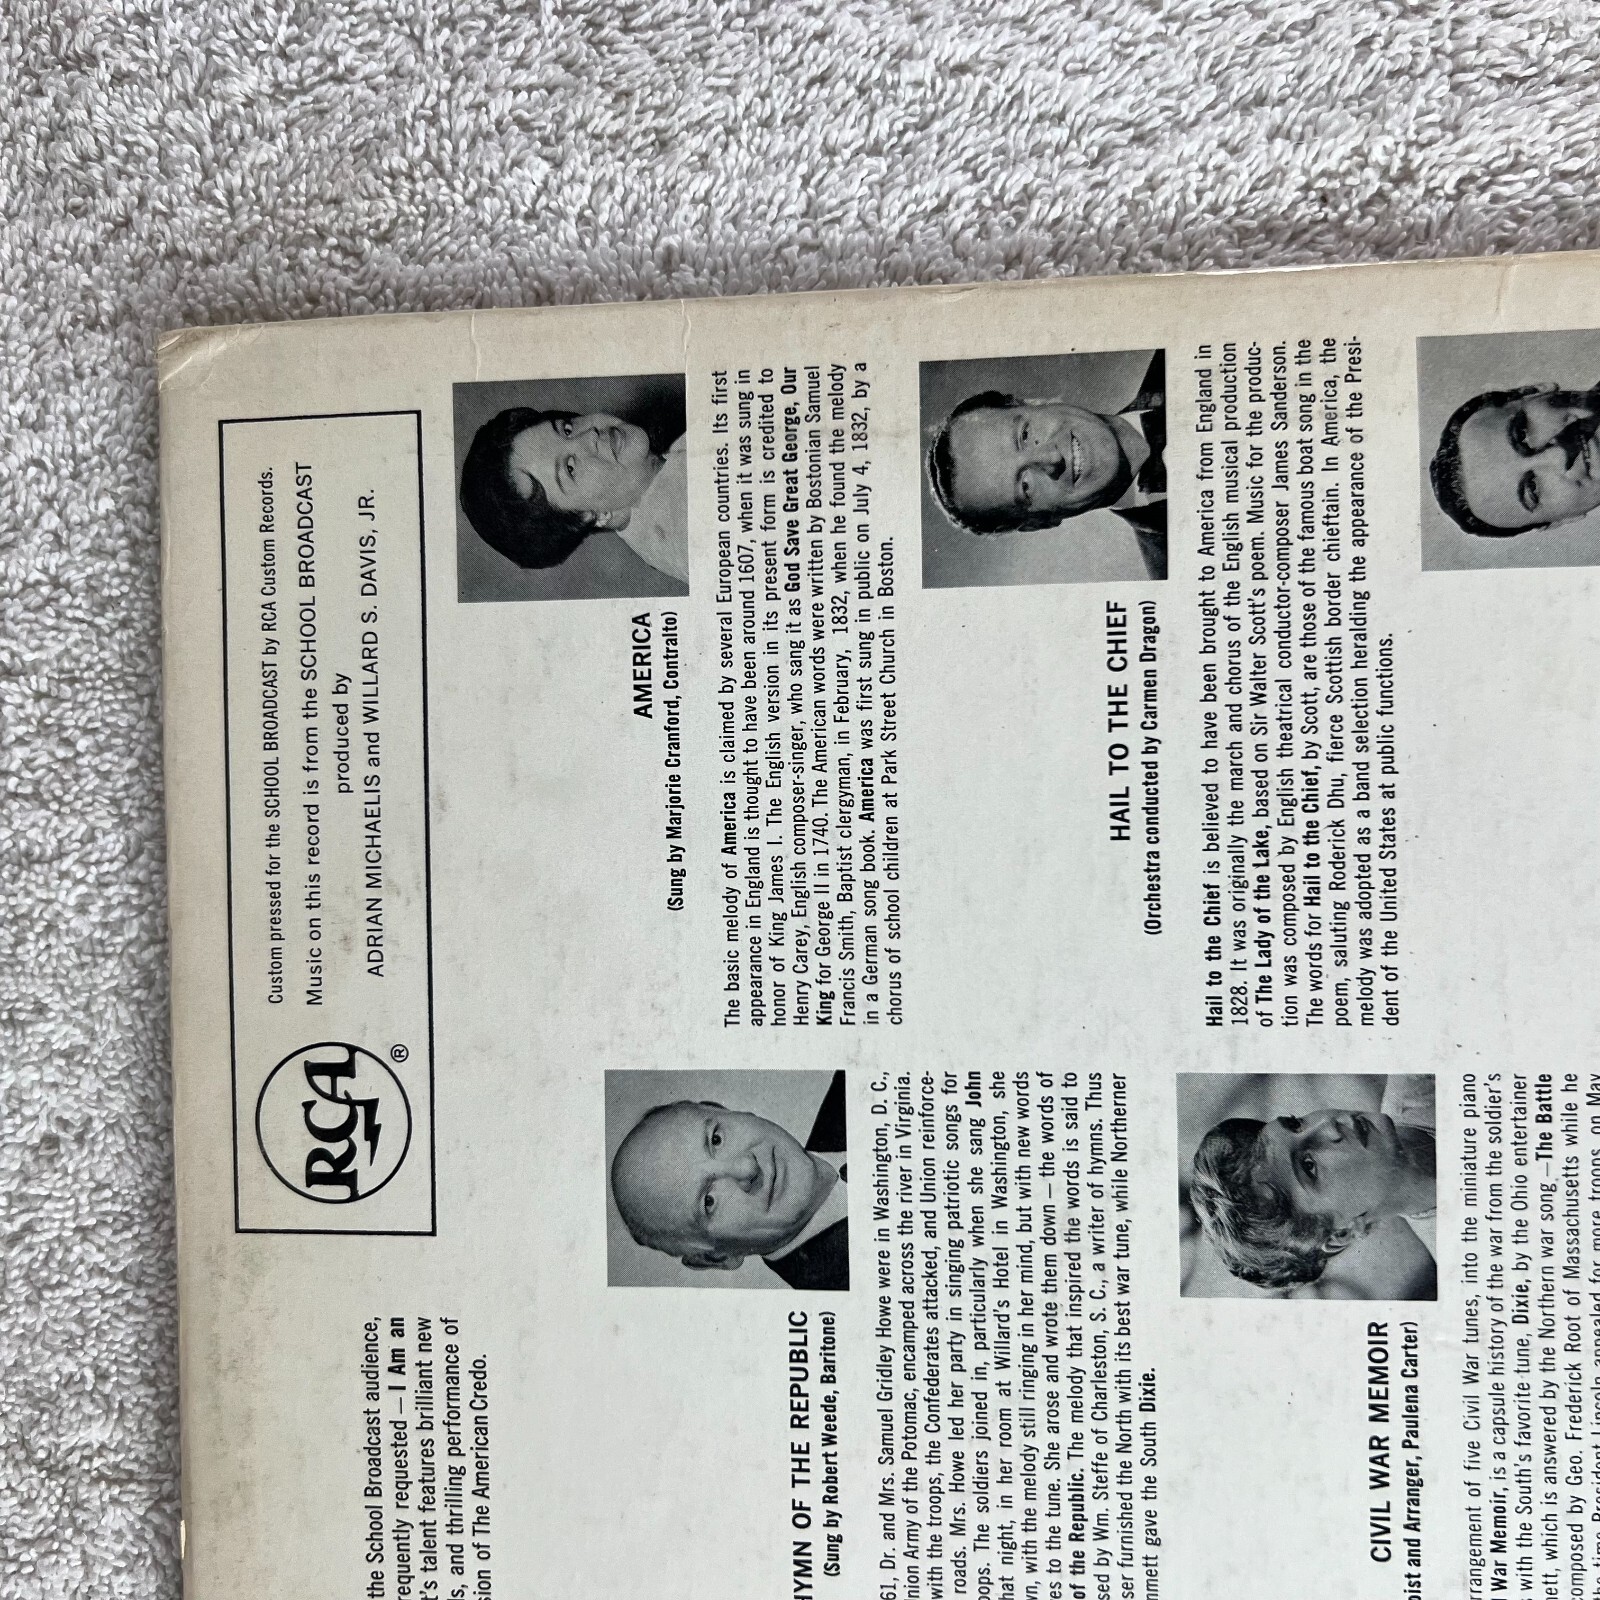 RCA
®
Custom pressed for the SCHOOL BROADCAST by RCA Custom Records.
Music on this record is from the SCHOOL BROADCAST
produced by
ADRIAN MICHAELIS and WILLARD S. DAVIS, JR.
the School Broadcast audience,
requently requested — I Am an
t's talent features brilliant new
s, and thrilling performance of
sion of The American Credo.
HYMN OF THE REPUBLIC
(Sung by Robert Weede, Baritone)
61, Dr. and Mrs. Samuel Gridley Howe were in Washington, D. C.,
nion Army of the Potomac, encamped across the river in Virginia.
with the troops, the Confederates attacked, and Union reinforce-
roads. Mrs. Howe led her party in singing patriotic songs for
oops. The soldiers joined in, particularly when she sang John
hat night, in her room at Willard's Hotel in Washington, she
wn, with the melody still ringing in her mind, but with new words
es to the tune. She arose and wrote them down — the words of
of the Republic. The melody that inspired the words is said to
sed by Wm. Steffe of Charleston, S. C., a writer of hymns. Thus
ser furnished the North with its best war tune, while Northerner
nmett gave the South Dixie.
CIVIL WAR MEMOIR
ist and Arranger, Paulena Carter)
rrangement of five Civil War tunes, into the miniature piano
War Memoir, is a capsule history of the war from the soldier's
with the South's favorite tune, Dixie, by the Ohio entertainer
nett, which is answered by the Northern war song —The Battle
composed by Geo. Frederick Root of Massachusetts while he
the time President Lincoln appealed for more troops, on May
AMERICA
(Sung by Marjorie Cranford, Contralto)
The basic melody of America is claimed by several European countries. Its first
appearance in England is thought to have been around 1607, when it was sung in
honor of King James I. The English version in its present form is credited to
Henry Carey, English composer-singer, who sang it as God Save Great George, Our
King for George II in 1740. The American words were written by Bostonian Samuel
Francis Smith, Baptist clergyman, in February, 1832, when he found the melody
in a German song book. America was first sung in public on July 4, 1832, by a
chorus of school children at Park Street Church in Boston.
HAIL TO THE CHIEF
(Orchestra conducted by Carmen Dragon)
Hail to the Chief is believed to have been brought to America from England in
1828. It was originally the march and chorus of the English musical production
of The Lady of the Lake, based on Sir Walter Scott's poem. Music for the produc-
tion was composed by English theatrical conductor-composer James Sanderson.
The words for Hail to the Chief, by Scott, are those of the famous boat song in the
poem, saluting Roderick Dhu, fierce Scottish border chieftain. In America, the
melody was adopted as a band selection heralding the appearance of the Presi-
dent of the United States at public functions.